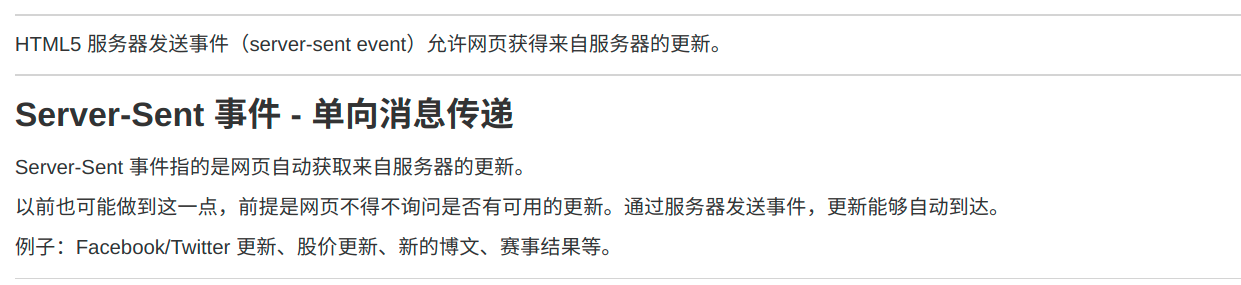 HTML5 服务器发送事件（server-sent event）允许网页获得来自服务器的更新。
Server-Sent 事件 - 单向消息传递
Server-Sent 事件指的是网页自动获取来自服务器的更新。
以前也可能做到这一点，前提是网页不得不询问是否有可用的更新。通过服务器发送事件，更新能够自动到达。
例子：Facebook/Twitter 更新、股价更新、新的博文、赛事结果等。